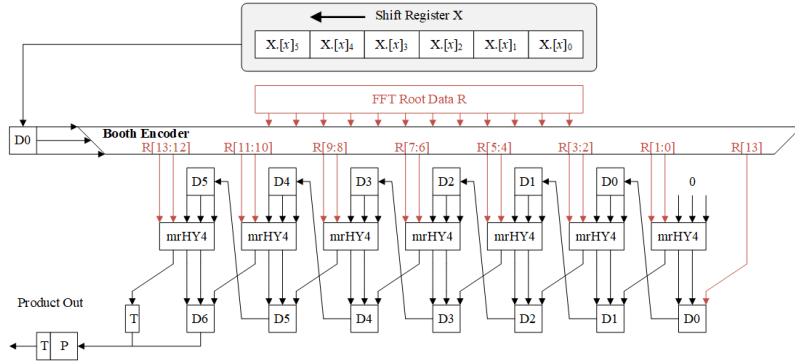 Shift Register X
X.[x]5 X.[x]4 X.[x]3 X.[x]2 X.[x]1 X.[x]0
FFT Root Data R
Booth Encoder
D0
R[13:12] R[11:10] R[9:8] R[7:6] R[5:4] R[3:2] R[1:0] R[13]
D5 D4 D3 D2 D1 D0 0
mrHY4 mrHY4 mrHY4 mrHY4 mrHY4 mrHY4 mrHY4
Product Out
T D6 D5 D4 D3 D2 D1 D0
T P